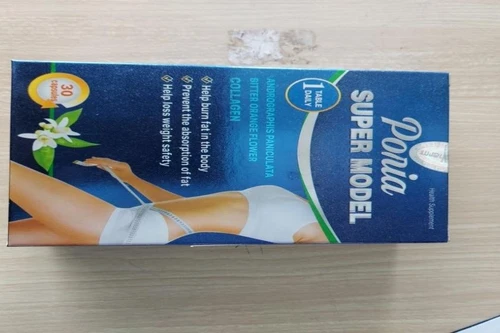 Health Supplement
Ponia
SUPER MODEL
1 TABLE
DAILY
ANDROGRAPHIS PANICULATA
BITTER ORANGE FLOWER
COLLAGEN
Help burn fat in the body
Prevent the absorption of fat
Help loss weight safety
30
capsule